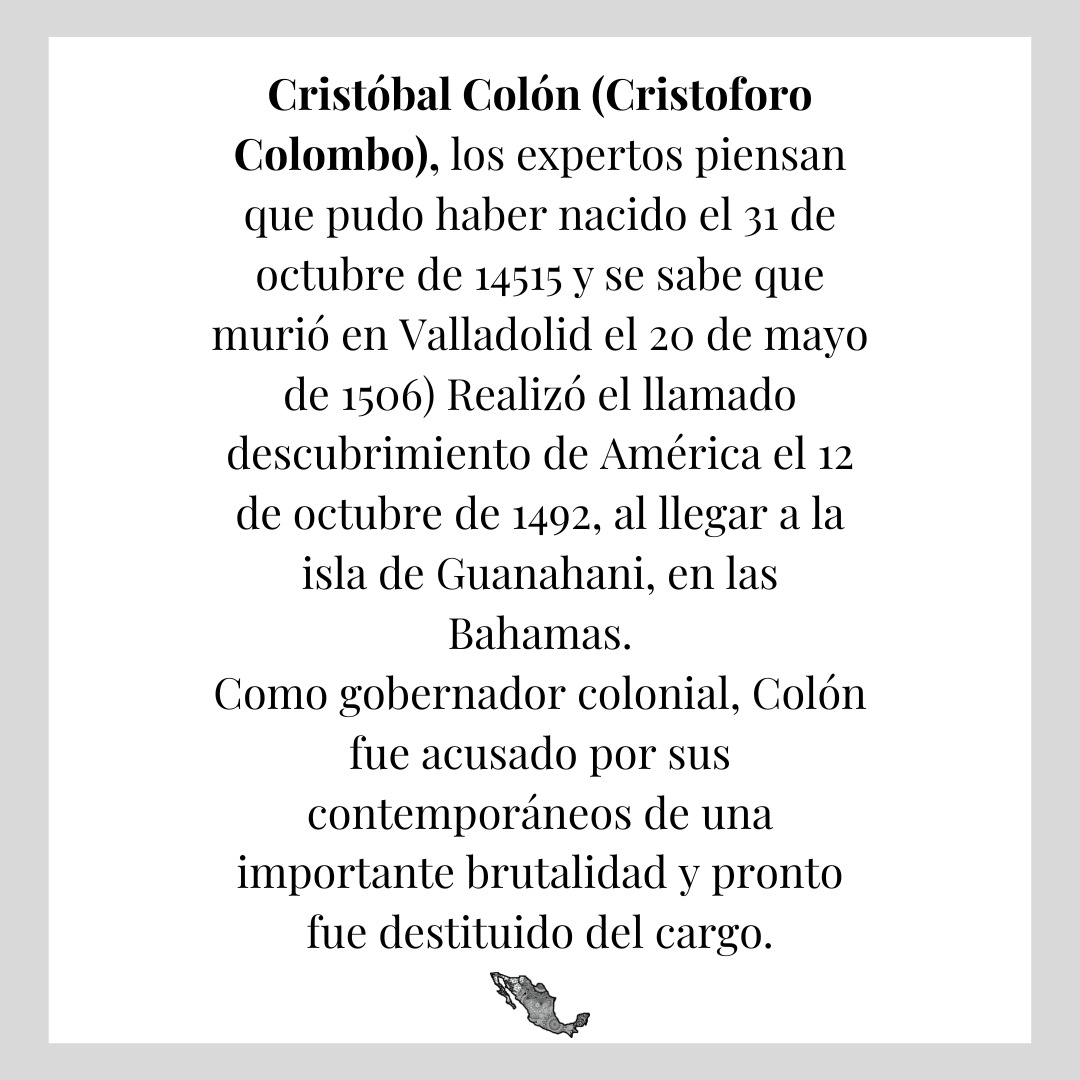 Cristóbal Colón (Cristoforo
Colombo), los expertos piensan
que pudo haber nacido el 31 de
octubre de 14515 y se sabe que
murió en Valladolid el 20 de mayo
de 1506) Realizó el llamado
descubrimiento de América el 12
de octubre de 1492, al llegar a la
isla de Guanahani, en las
Bahamas.
Como gobernador colonial, Colón
fue acusado por sus
contemporáneos de una
importante brutalidad y pronto
fue destituido del cargo.